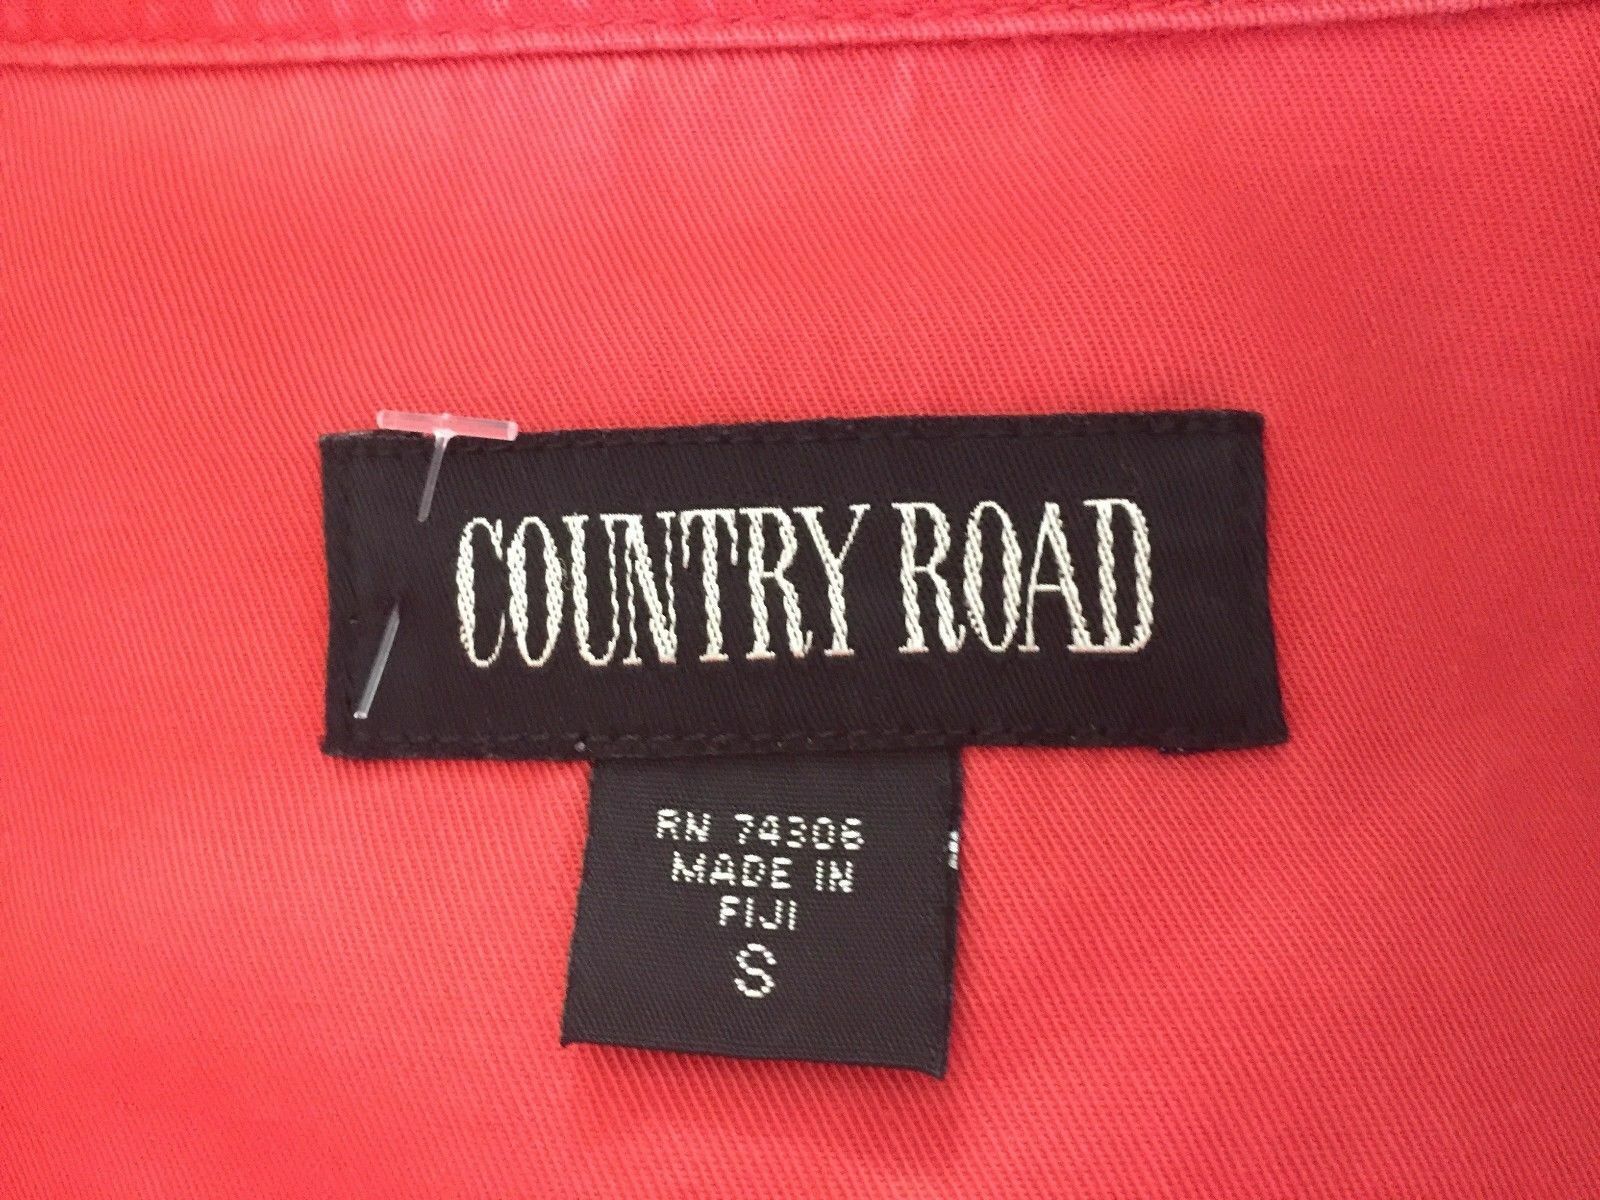 COUNTRY ROAD
RN 74306
MADE IN
FIJI
S